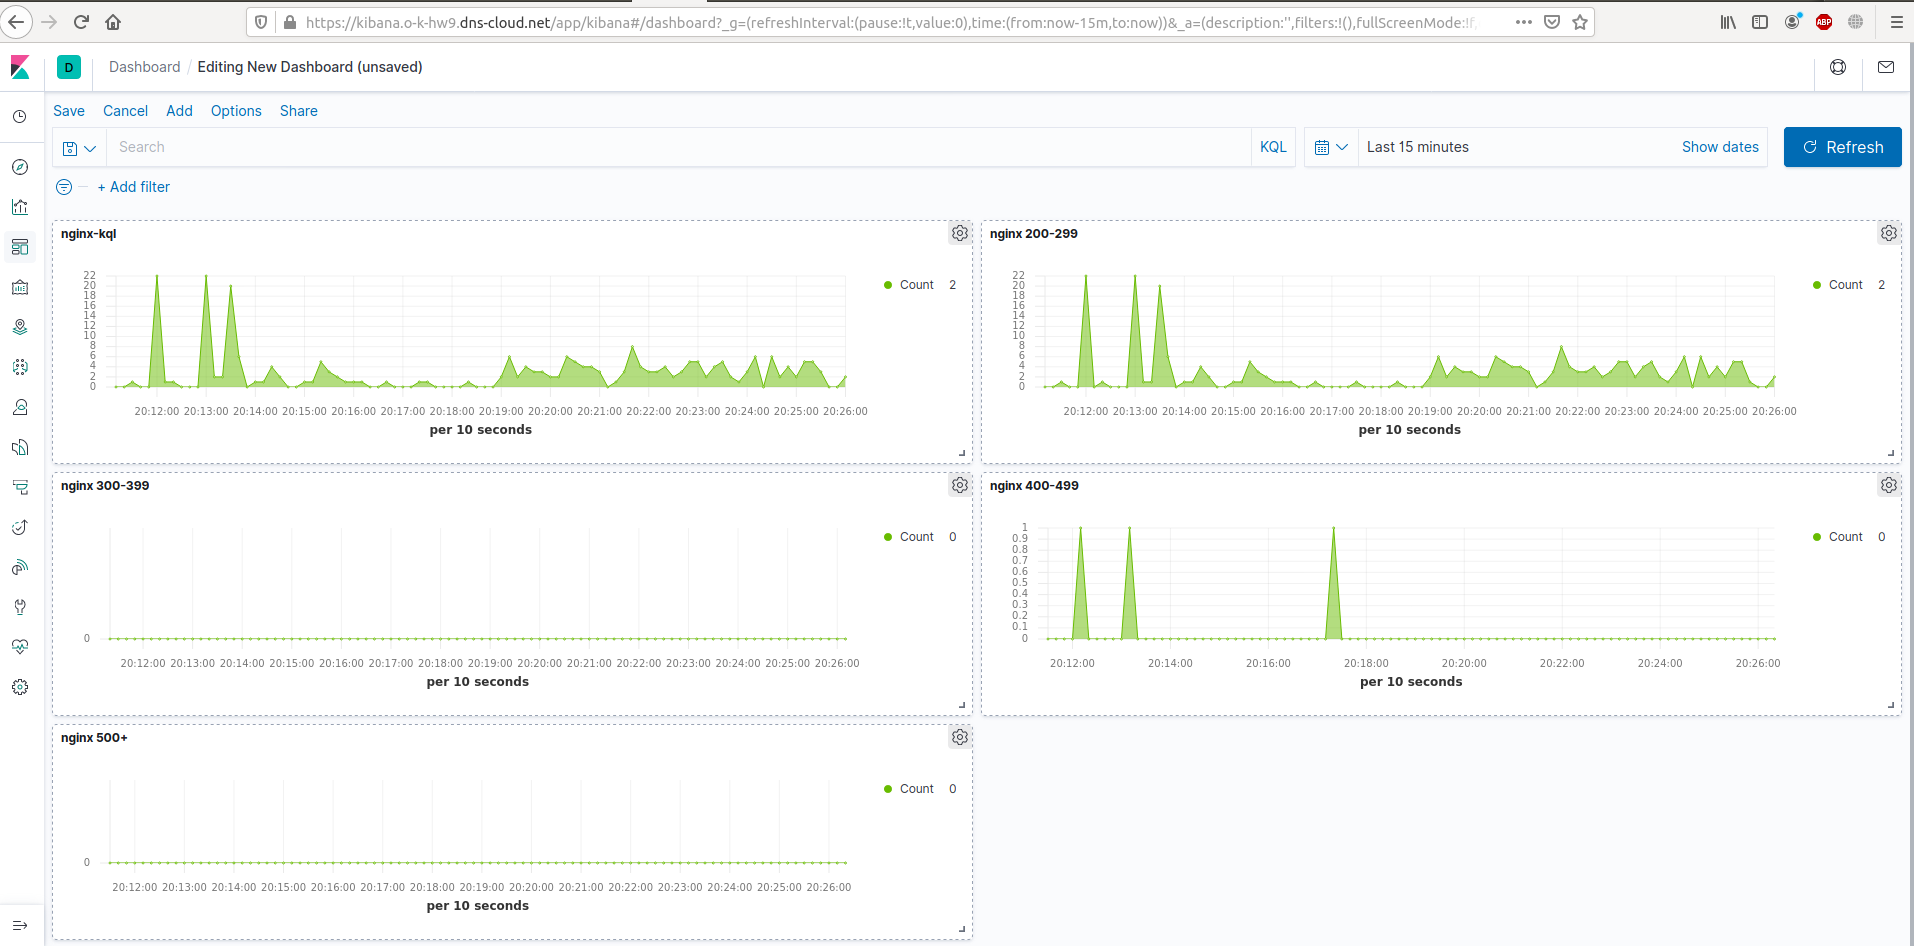 https://kibana.o-k-hw9.dns-cloud.net/app/kibana#/dashboard?_g=(refreshInterval:(pause:!t,value:0),time:(from:now-15m,to:now))&_a=(description:'',filters:!(),fullScreenMode:!f,
ABP
D
Dashboard / Editing New Dashboard (unsaved)
Save Cancel Add Options Share
Search KQL Last 15 minutes Show dates Refresh
+ Add filter
nginx-kql
22
20
18
16
14
12
10
8
6
4
2
0
Count 2
20:12:00 20:13:00 20:14:00 20:15:00 20:16:00 20:17:00 20:18:00 20:19:00 20:20:00 20:21:00 20:22:00 20:23:00 20:24:00 20:25:00 20:26:00
per 10 seconds
nginx 200-299
22
20
18
16
14
12
10
8
6
4
2
0
Count 2
20:12:00 20:13:00 20:14:00 20:15:00 20:16:00 20:17:00 20:18:00 20:19:00 20:20:00 20:21:00 20:22:00 20:23:00 20:24:00 20:25:00 20:26:00
per 10 seconds
nginx 300-399
Count 0
0
20:12:00 20:13:00 20:14:00 20:15:00 20:16:00 20:17:00 20:18:00 20:19:00 20:20:00 20:21:00 20:22:00 20:23:00 20:24:00 20:25:00 20:26:00
per 10 seconds
nginx 400-499
1
0.9
0.8
0.7
0.6
0.5
0.4
0.3
0.2
0.1
0
Count 0
20:12:00 20:14:00 20:16:00 20:18:00 20:20:00 20:22:00 20:24:00 20:26:00
per 10 seconds
nginx 500+
Count 0
0
20:12:00 20:13:00 20:14:00 20:15:00 20:16:00 20:17:00 20:18:00 20:19:00 20:20:00 20:21:00 20:22:00 20:23:00 20:24:00 20:25:00 20:26:00
per 10 seconds